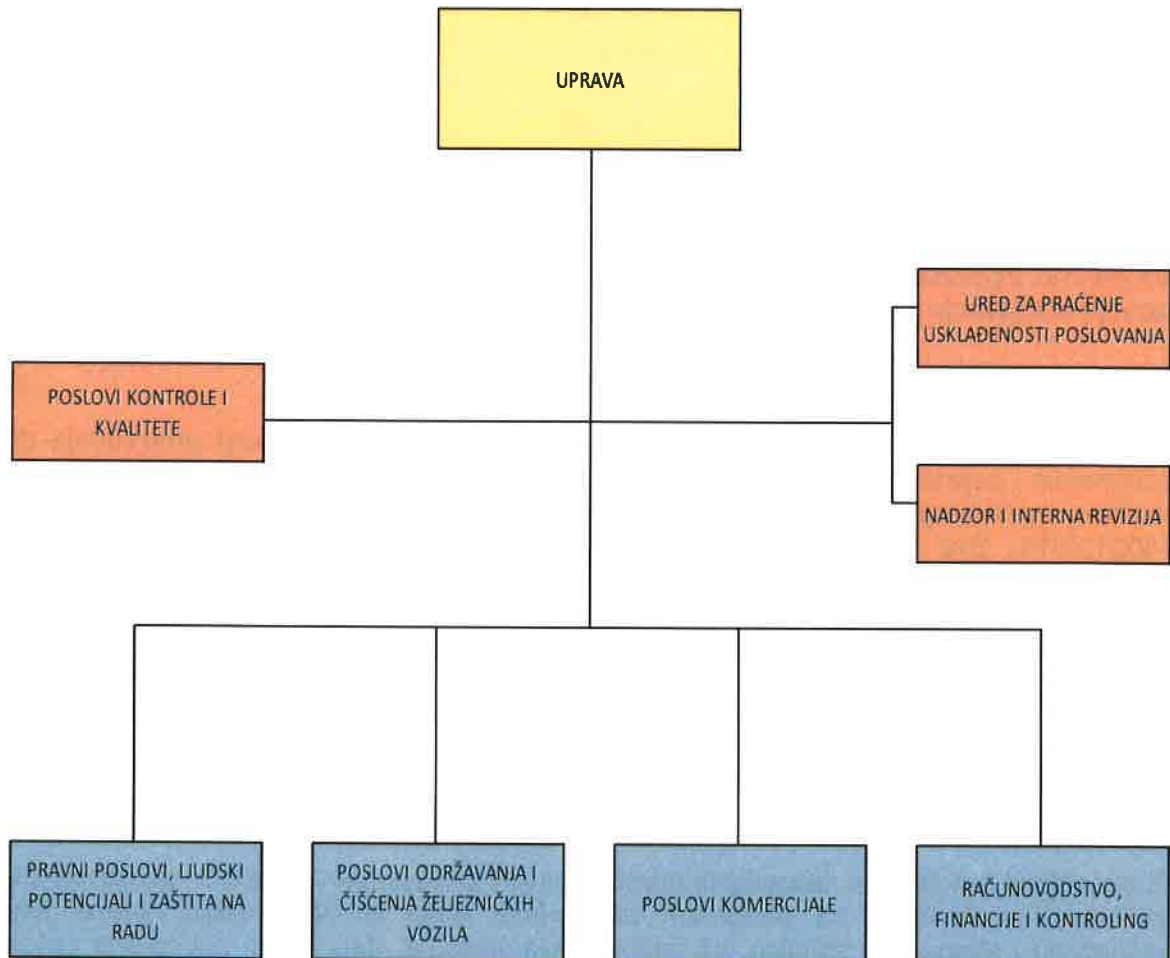 UPRAVA
URED ZA PRAĆENJE
USKLAĐENOSTI POSLOVANJA
POSLOVI KONTROLE I
KVALITETE
NADZOR I INTERNA REVIZIJA
PRAVNI POSLOVI, LJUDSKI
POTENCIJALI I ZAŠTITA NA
RADU
POSLOVI ODRŽAVANJA I
ČIŠĆENJA ŽELJEZNIČKIH
VOZILA
POSLOVI KOMERCIJALE
RAČUNOVODSTVO,
FINANCIJE I KONTROLING